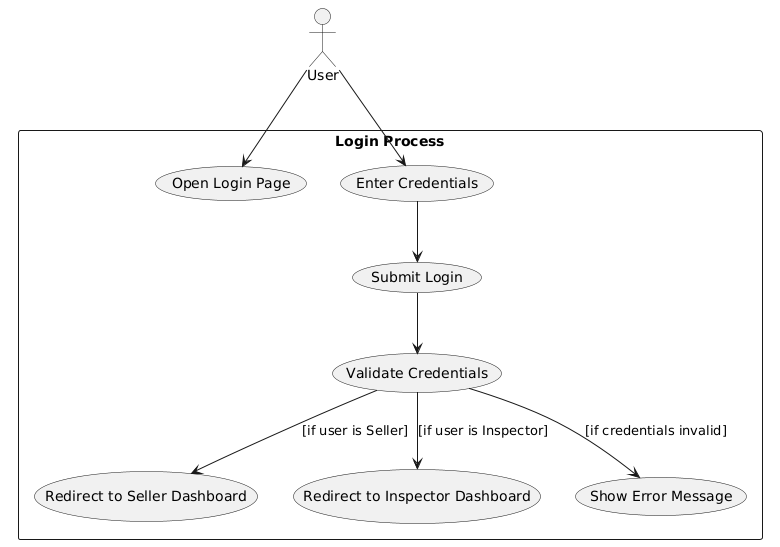 User
Login Process
Open Login Page
Enter Credentials
Submit Login
Validate Credentials
[if user is Seller]
[if user is Inspector]
[if credentials invalid]
Redirect to Seller Dashboard
Redirect to Inspector Dashboard
Show Error Message